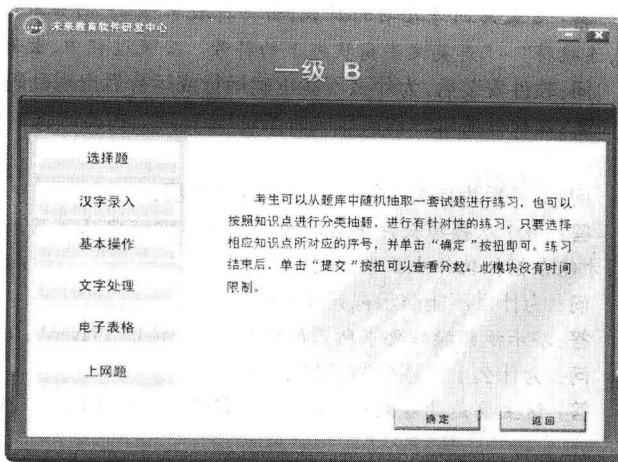 未来教育软件研发中心
一级 B
选择题
汉字录入
基本操作
文字处理
电子表格
上网题
考生可以从题库中随机抽取一套试题进行练习，也可以
按照知识点进行分类抽题，进行有针对性的练习，只要选择
相应知识点所对应的序号，并单击“确定”按扭即可。练习
结束后，单击“提交”按扭可以查看分数。此模块没有时间
限制。
确定
返回